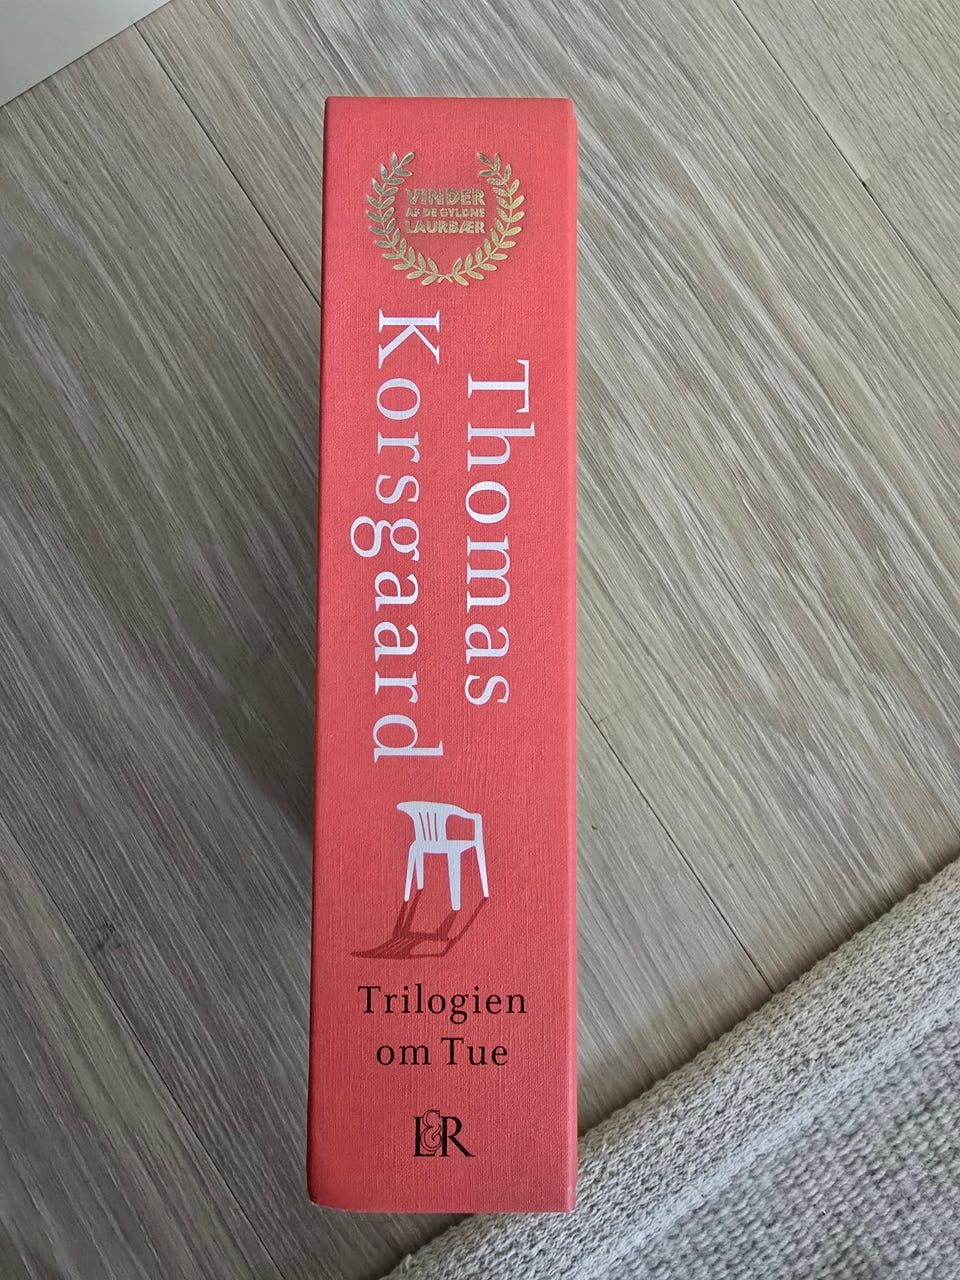 VINDER
AF DE GYLDNE
LAURBÆR
Thomas
Korsgaard
Trilogien
om Tue
L&R